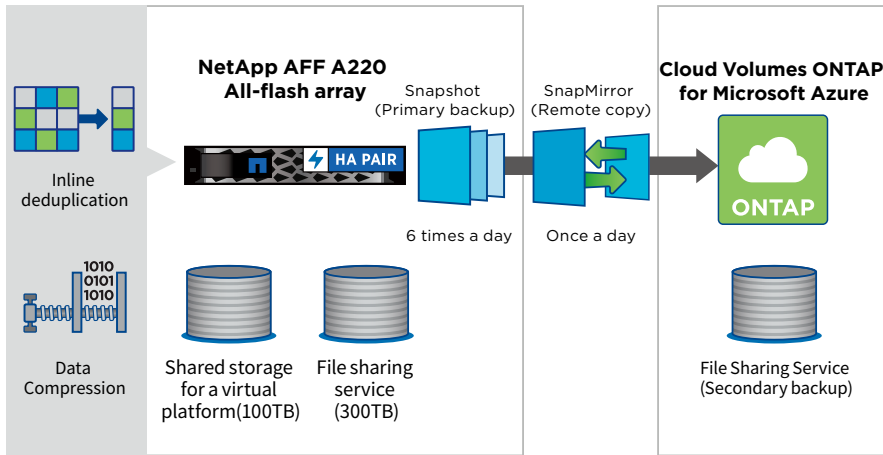 Inline
deduplication
1010
0101
1010
Data
Compression
NetApp AFF A220
All-flash array
HA PAIR
Snapshot
(Primary backup)
6 times a day
SnapMirror
(Remote copy)
Once a day
Shared storage
for a virtual
platform(100TB)
File sharing
service
(300TB)
Cloud Volumes ONTAP
for Microsoft Azure
ONTAP
File Sharing Service
(Secondary backup)